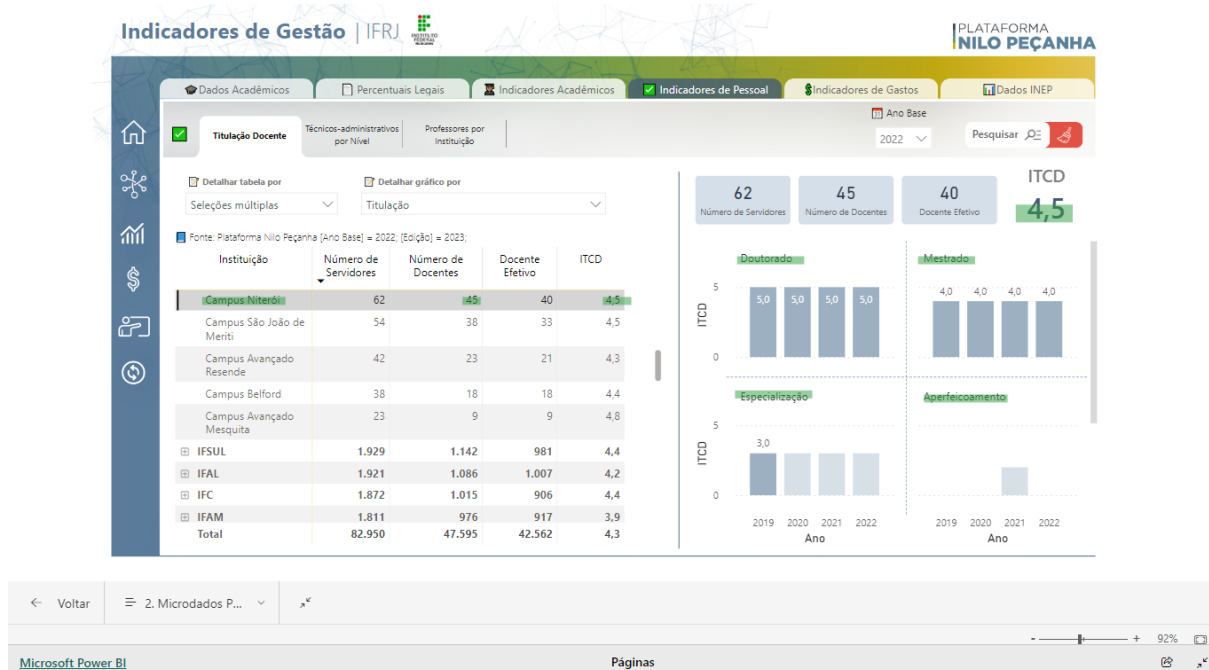 Indicadores de Gestão | IFRJ
INSTITUTO
FEDERAL
PLATAFORMA
NILO PEÇANHA
Dados Acadêmicos
Percentuais Legais
Indicadores Acadêmicos
Indicadores de Pessoal
Indicadores de Gastos
Dados INEP
Titulação Docente
Técnicos-administrativos
por Nível
Professores por
Instituição
Ano Base
2022
Pesquisar
Detalhar tabela por
Seleções múltiplas
Detalhar gráfico por
Titulação
Fonte: Plataforma Nilo Peçanha [Ano Base] = 2022; [Edição] = 2023;
Instituição Número de Servidores Número de Docentes Docente Efetivo ITCD
Campus Niterói 62 45 40 4,5
Campus São João de Meriti 54 38 33 4,5
Campus Avançado Resende 42 23 21 4,3
Campus Belford 38 18 18 4,4
Campus Avançado Mesquita 23 9 9 4,8
IFSUL 1.929 1.142 981 4,4
IFAL 1.921 1.086 1.007 4,2
IFC 1.872 1.015 906 4,4
IFAM 1.811 976 917 3,9
Total 82.950 47.595 42.562 4,3
62
Número de Servidores
45
Número de Docentes
40
Docente Efetivo
ITCD
4,5
Doutorado
ITCD
5
0
5,0 5,0 5,0 5,0
Mestrado
4,0 4,0 4,0 4,0
Especialização
ITCD
5
0
3,0
2019 2020 2021 2022
Ano
Aperfeicoamento
2019 2020 2021 2022
Ano
Voltar
2. Microdados P...
- + 92%
Microsoft Power BI
Páginas